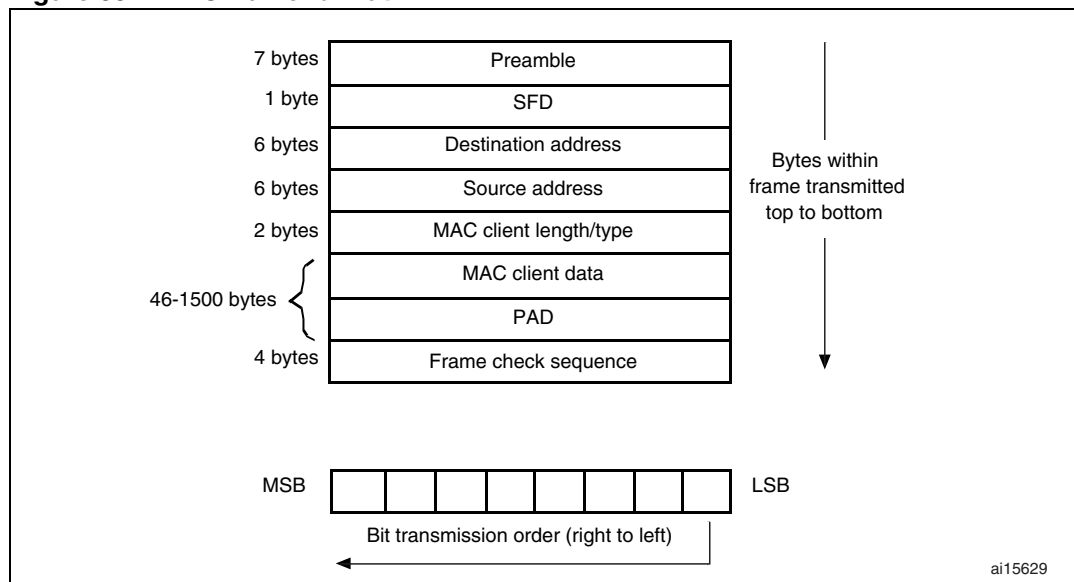 7 bytes Preamble
1 byte SFD
6 bytes Destination address
6 bytes Source address
2 bytes MAC client length/type
46-1500 bytes
MAC client data
PAD
4 bytes Frame check sequence
Bytes within
frame transmitted
top to bottom
MSB
LSB
Bit transmission order (right to left)
ai15629